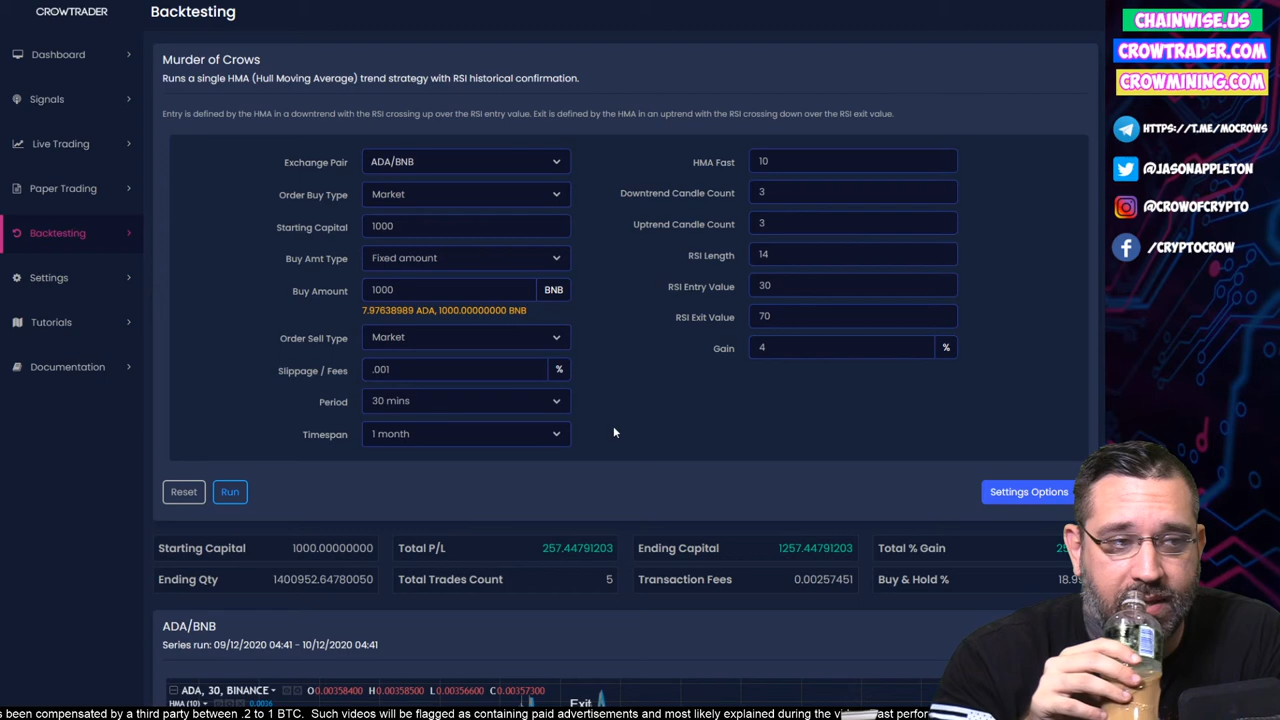 CROWTRADER
Backtesting
CHAINWISE.US
CROWTRADER.COM
CROWMINING.COM
HTTPS://T.ME/MOCROWS
@JASONAPPLETON
@CROWOFCRYPTO
/CRYPTOCROW
Dashboard
Signals
Live Trading
Paper Trading
Backtesting
Settings
Tutorials
Documentation
Murder of Crows
Runs a single HMA (Hull Moving Average) trend strategy with RSI historical confirmation.
Entry is defined by the HMA in a downtrend with the RSI crossing up over the RSI entry value. Exit is defined by the HMA in an uptrend with the RSI crossing down over the RSI exit value.
Exchange Pair ADA/BNB
Order Buy Type Market
Starting Capital 1000
Buy Amt Type Fixed amount
Buy Amount 1000 BNB
7.97638989 ADA, 1000.00000000 BNB
Order Sell Type Market
Slippage / Fees .001 %
Period 30 mins
Timespan 1 month
HMA Fast 10
Downtrend Candle Count 3
Uptrend Candle Count 3
RSI Length 14
RSI Entry Value 30
RSI Exit Value 70
Gain 4 %
Reset
Run
Settings Options
Starting Capital 1000.00000000 Total P/L 257.44791203 Ending Capital 1257.44791203 Total % Gain
Ending Qty 1400952.64780050 Total Trades Count 5 Transaction Fees 0.00257451 Buy & Hold %
ADA/BNB
Series run: 09/12/2020 04:41 - 10/12/2020 04:41
ADA, 30, BINANCE O0.00358400 H0.00358500 L0.00356600 C0.00357300
HMA (10) 0.0036
Exit
been compensated by a third party between .2 to 1 BTC. Such videos will be flagged as containing paid advertisements and most likely explained during the